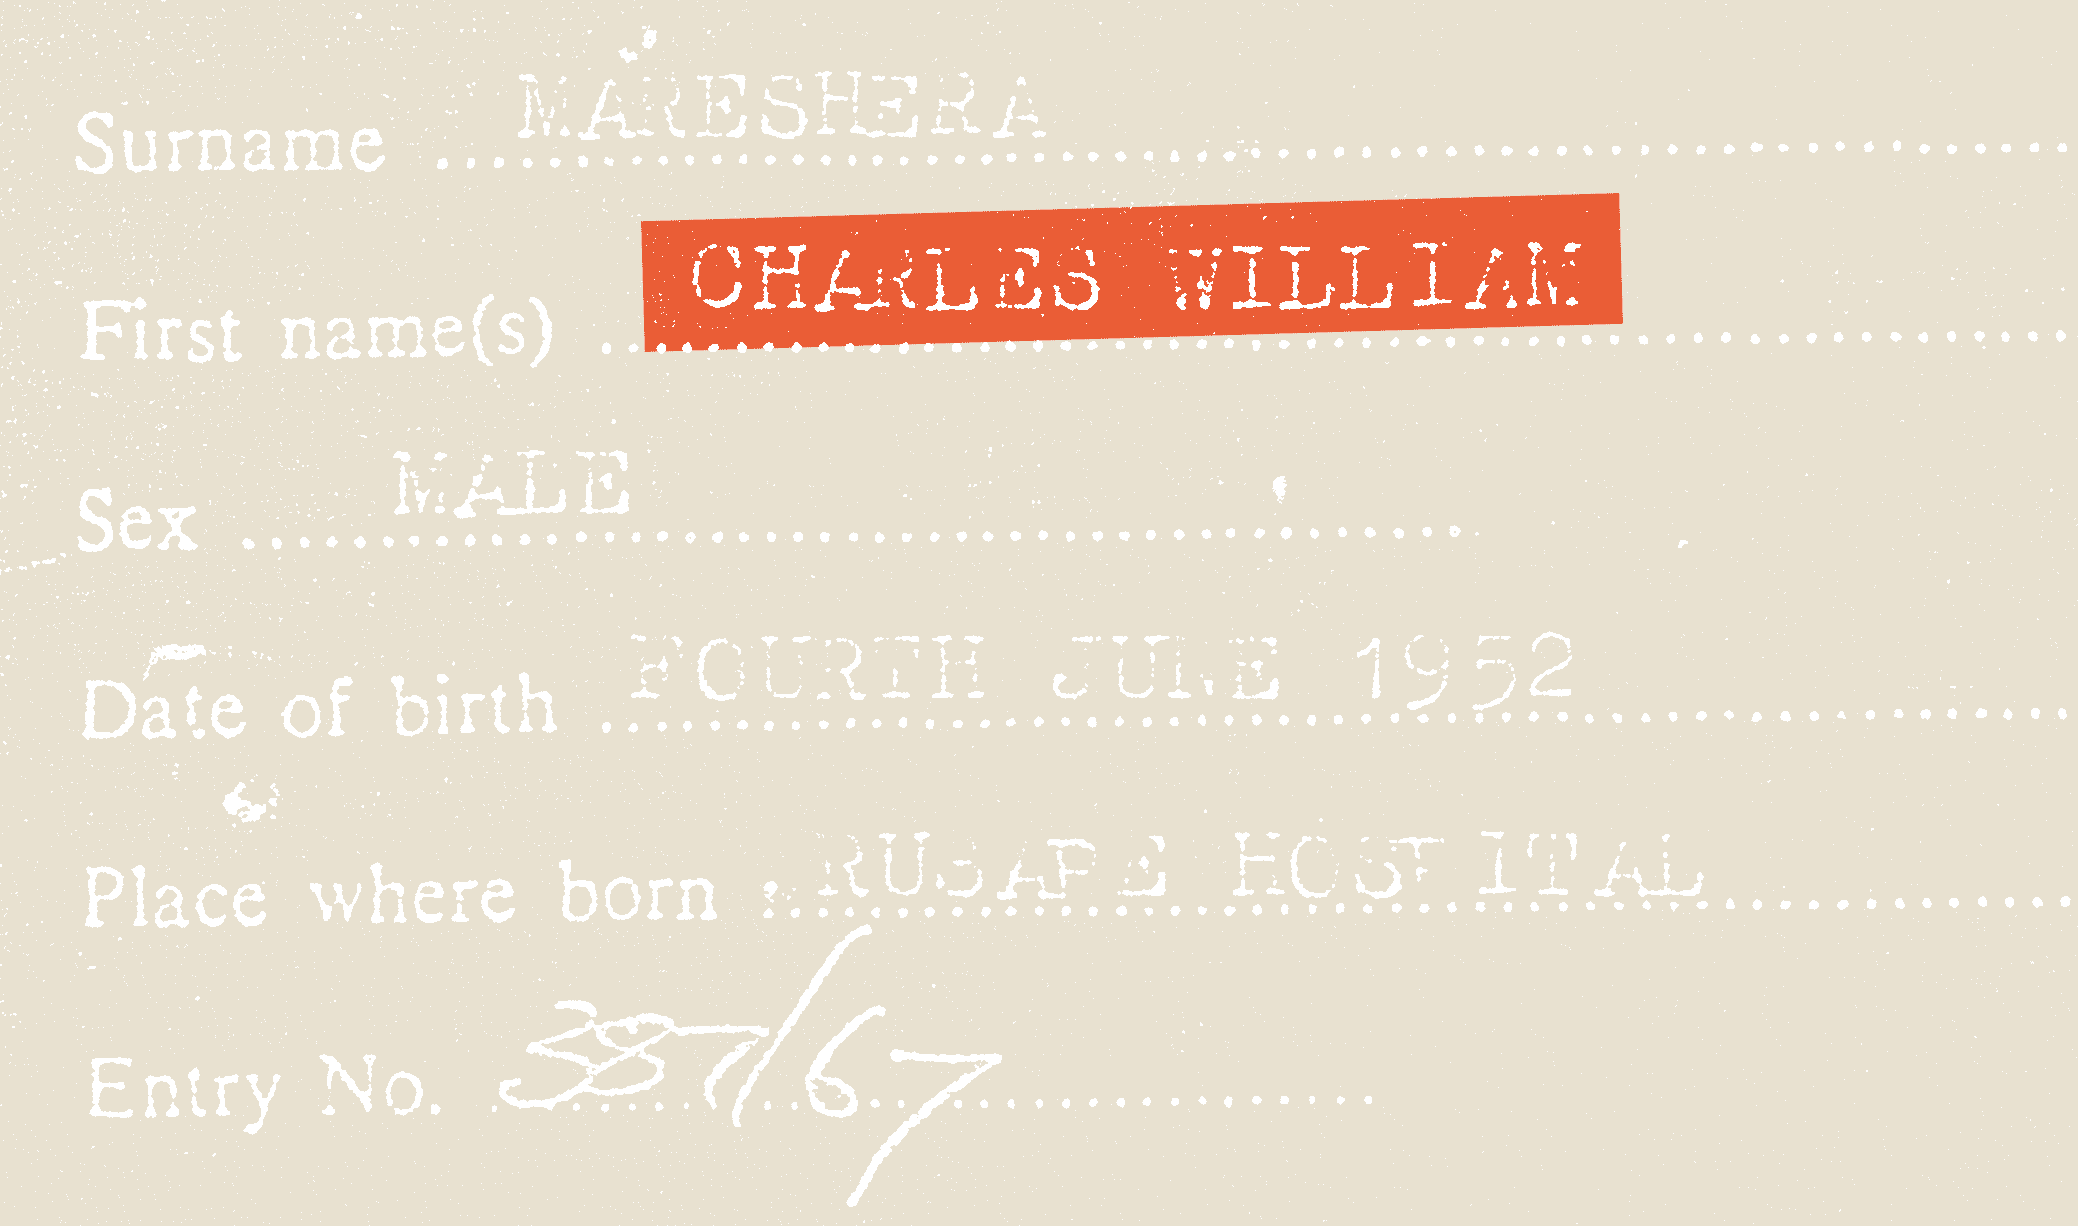 Surname MARESHERA
First name(s) CHARLES WILLIAM
Sex MALE
Date of birth FOURTH JUNE 1952
Place where born RUSAPE HOSPITAL
Entry No. 387/67